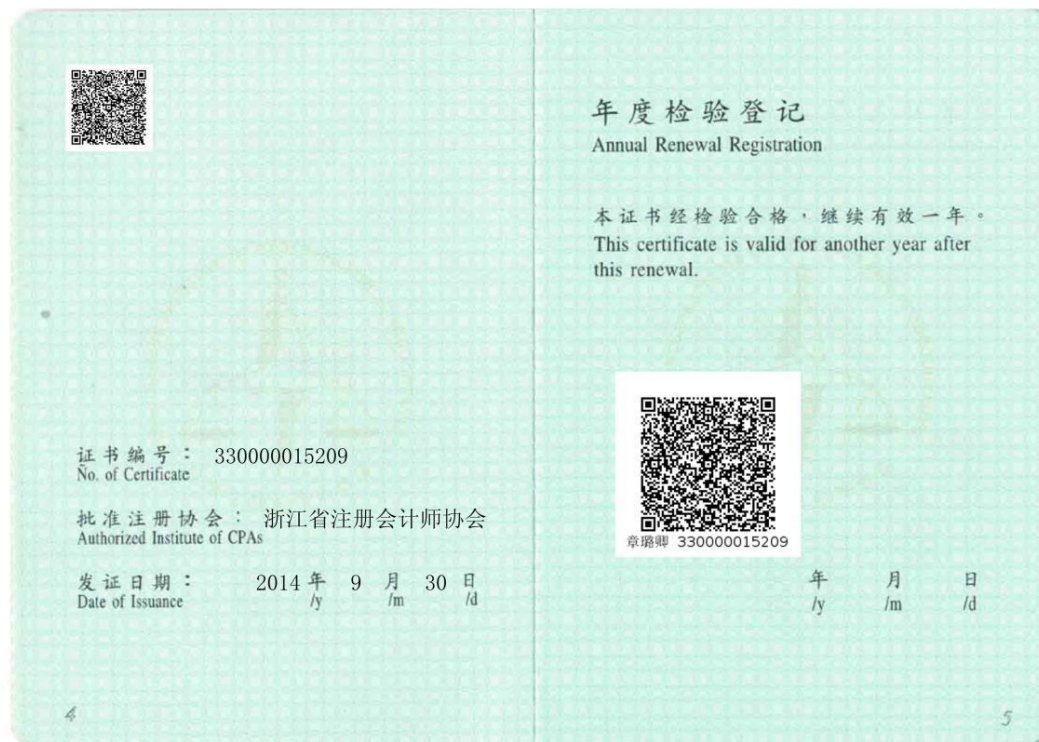 证书编号： 330000015209
No. of Certificate
批准注册协会： 浙江省注册会计师协会
Authorized Institute of CPAs
发证日期： 2014 年 9 月 30 日
Date of Issuance /y /m /d
4
年度检验登记
Annual Renewal Registration
本证书经检验合格，继续有效一年。
This certificate is valid for another year after
this renewal.
章璐卿 330000015209
年 月 日
/y /m /d
5